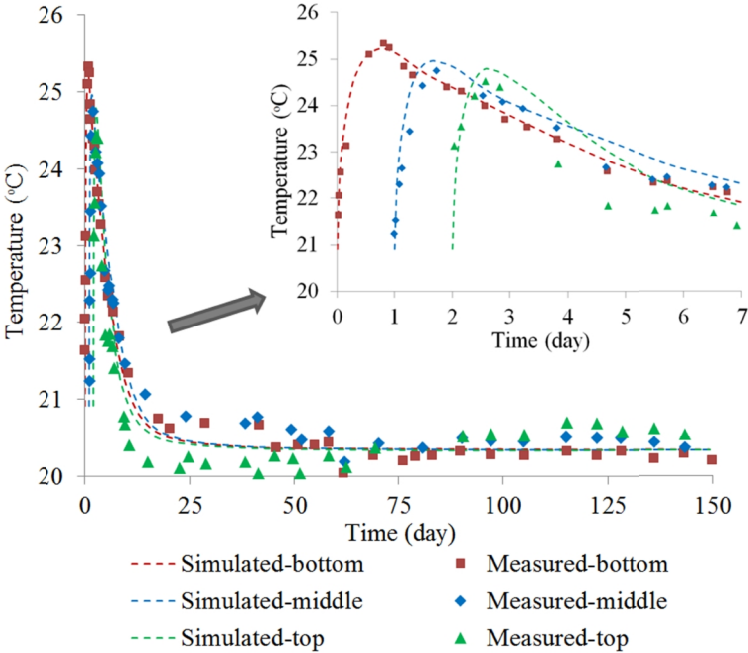 26
25
24
23
22
21
20
Temperature (°C)
0 25 50 75 100 125 150
Time (day)
26
25
24
23
22
21
20
Temperature (°C)
0 1 2 3 4 5 6 7
Time (day)
Simulated-bottom Measured-bottom
Simulated-middle Measured-middle
Simulated-top Measured-top